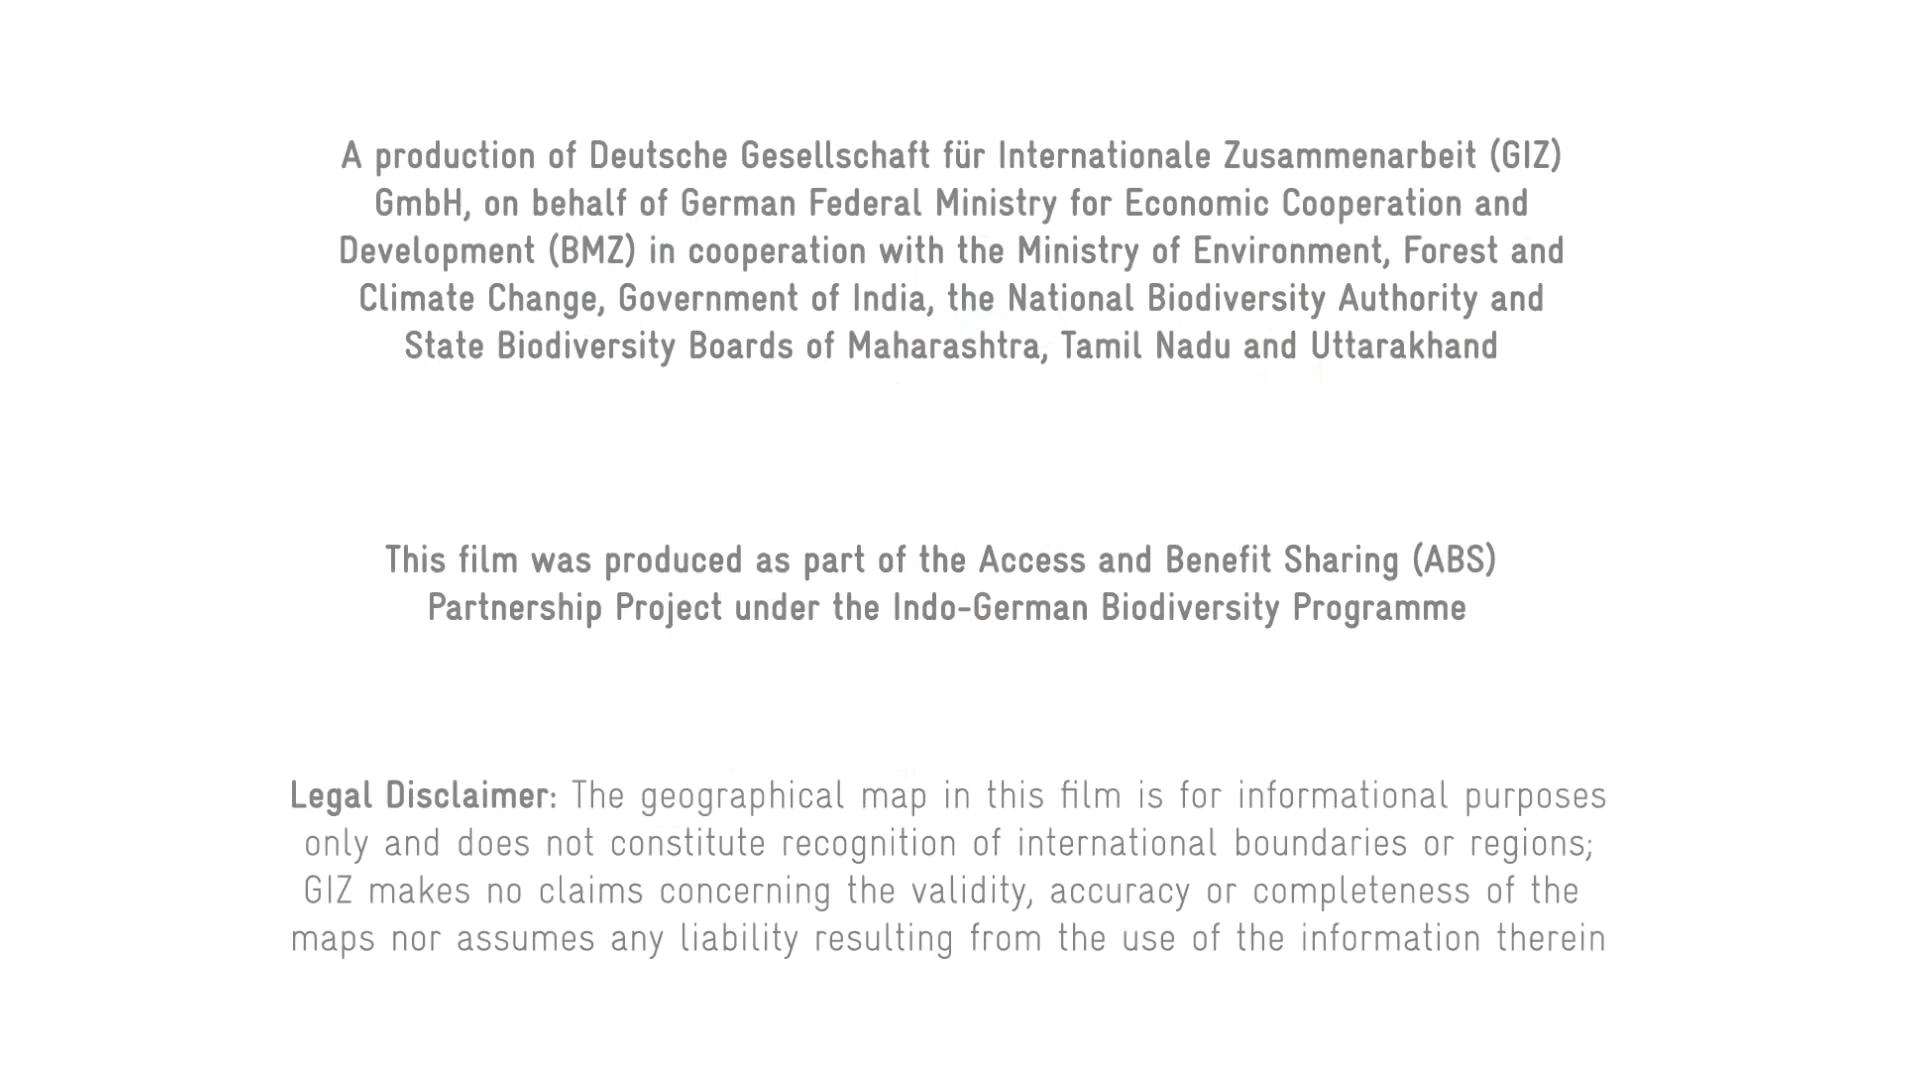 A production of Deutsche Gesellschaft für Internationale Zusammenarbeit (GIZ)
GmbH, on behalf of German Federal Ministry for Economic Cooperation and
Development (BMZ) in cooperation with the Ministry of Environment, Forest and
Climate Change, Government of India, the National Biodiversity Authority and
State Biodiversity Boards of Maharashtra, Tamil Nadu and Uttarakhand
This film was produced as part of the Access and Benefit Sharing (ABS)
Partnership Project under the Indo-German Biodiversity Programme
Legal Disclaimer: The geographical map in this film is for informational purposes
only and does not constitute recognition of international boundaries or regions;
GIZ makes no claims concerning the validity, accuracy or completeness of the
maps nor assumes any liability resulting from the use of the information therein